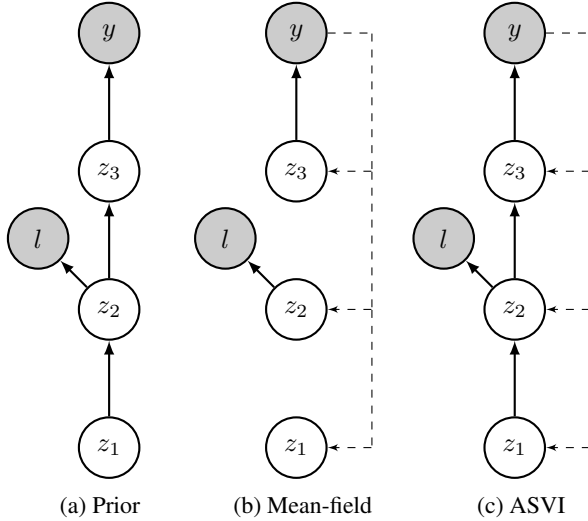 y
y
y
z₃
z₃
z₃
l
l
l
z₂
z₂
z₂
z₁
z₁
z₁
(a) Prior
(b) Mean-field
(c) ASVI